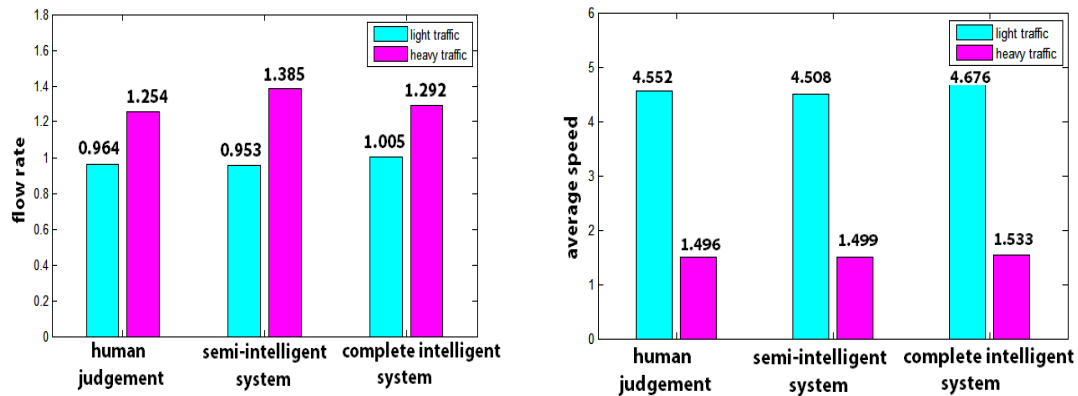 1.8
1.6
1.4
1.2
1
0.8
0.6
0.4
0.2
0
flow rate
light traffic
heavy traffic
0.964
1.254
0.953
1.385
1.005
1.292
human
judgement
semi-intelligent
system
complete intelligent
system
6
5
4
3
2
1
0
average speed
light traffic
heavy traffic
4.552
1.496
4.508
1.499
4.676
1.533
human
judgement
semi-intelligent
system
complete intelligent
system